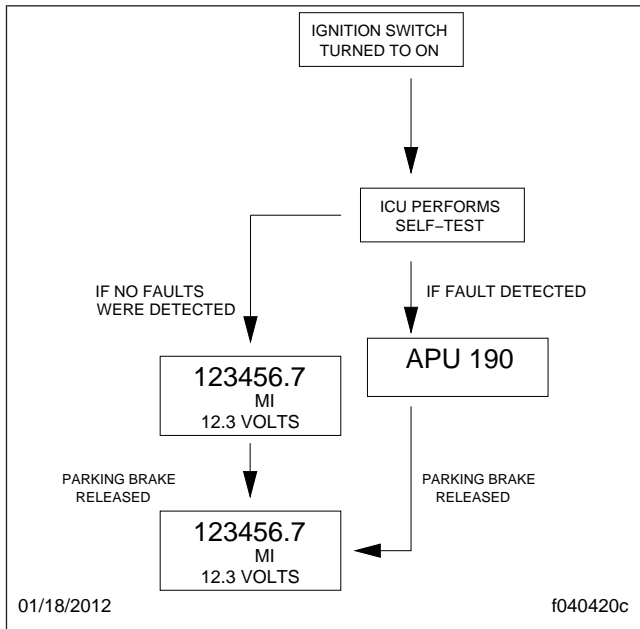 IGNITION SWITCH
TURNED TO ON
ICU PERFORMS
SELF−TEST
IF NO FAULTS
WERE DETECTED
IF FAULT DETECTED
123456.7
MI
12.3 VOLTS
APU 190
PARKING BRAKE
RELEASED
PARKING BRAKE
RELEASED
123456.7
MI
12.3 VOLTS
01/18/2012
f040420c